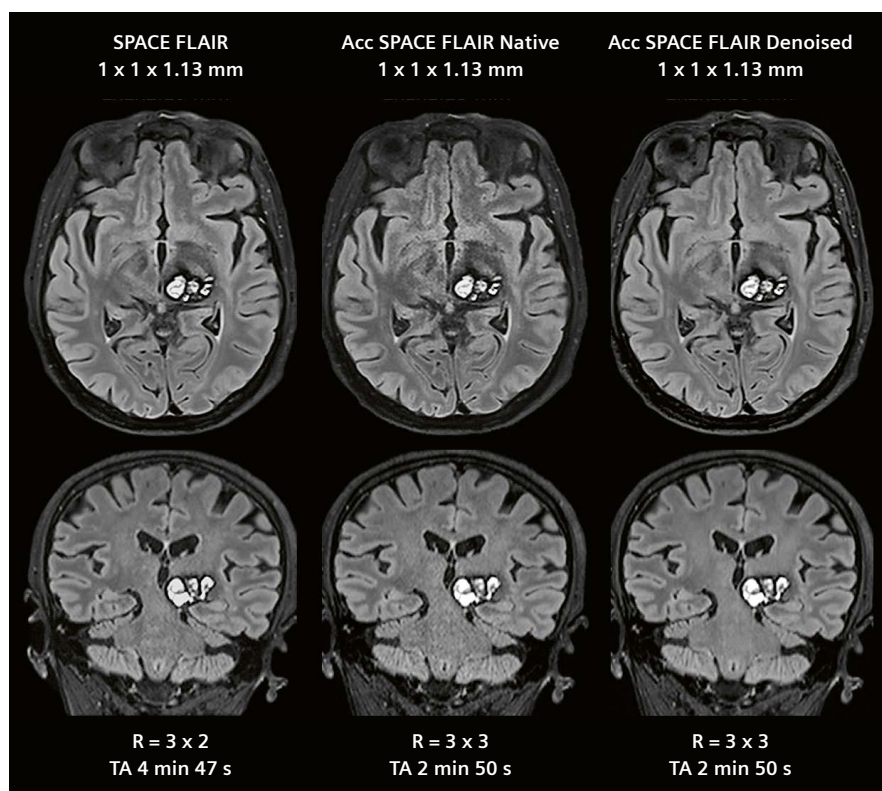 SPACE FLAIR
1 x 1 x 1.13 mm
Acc SPACE FLAIR Native
1 x 1 x 1.13 mm
Acc SPACE FLAIR Denoised
1 x 1 x 1.13 mm
R = 3 x 2
TA 4 min 47 s
R = 3 x 3
TA 2 min 50 s
R = 3 x 3
TA 2 min 50 s